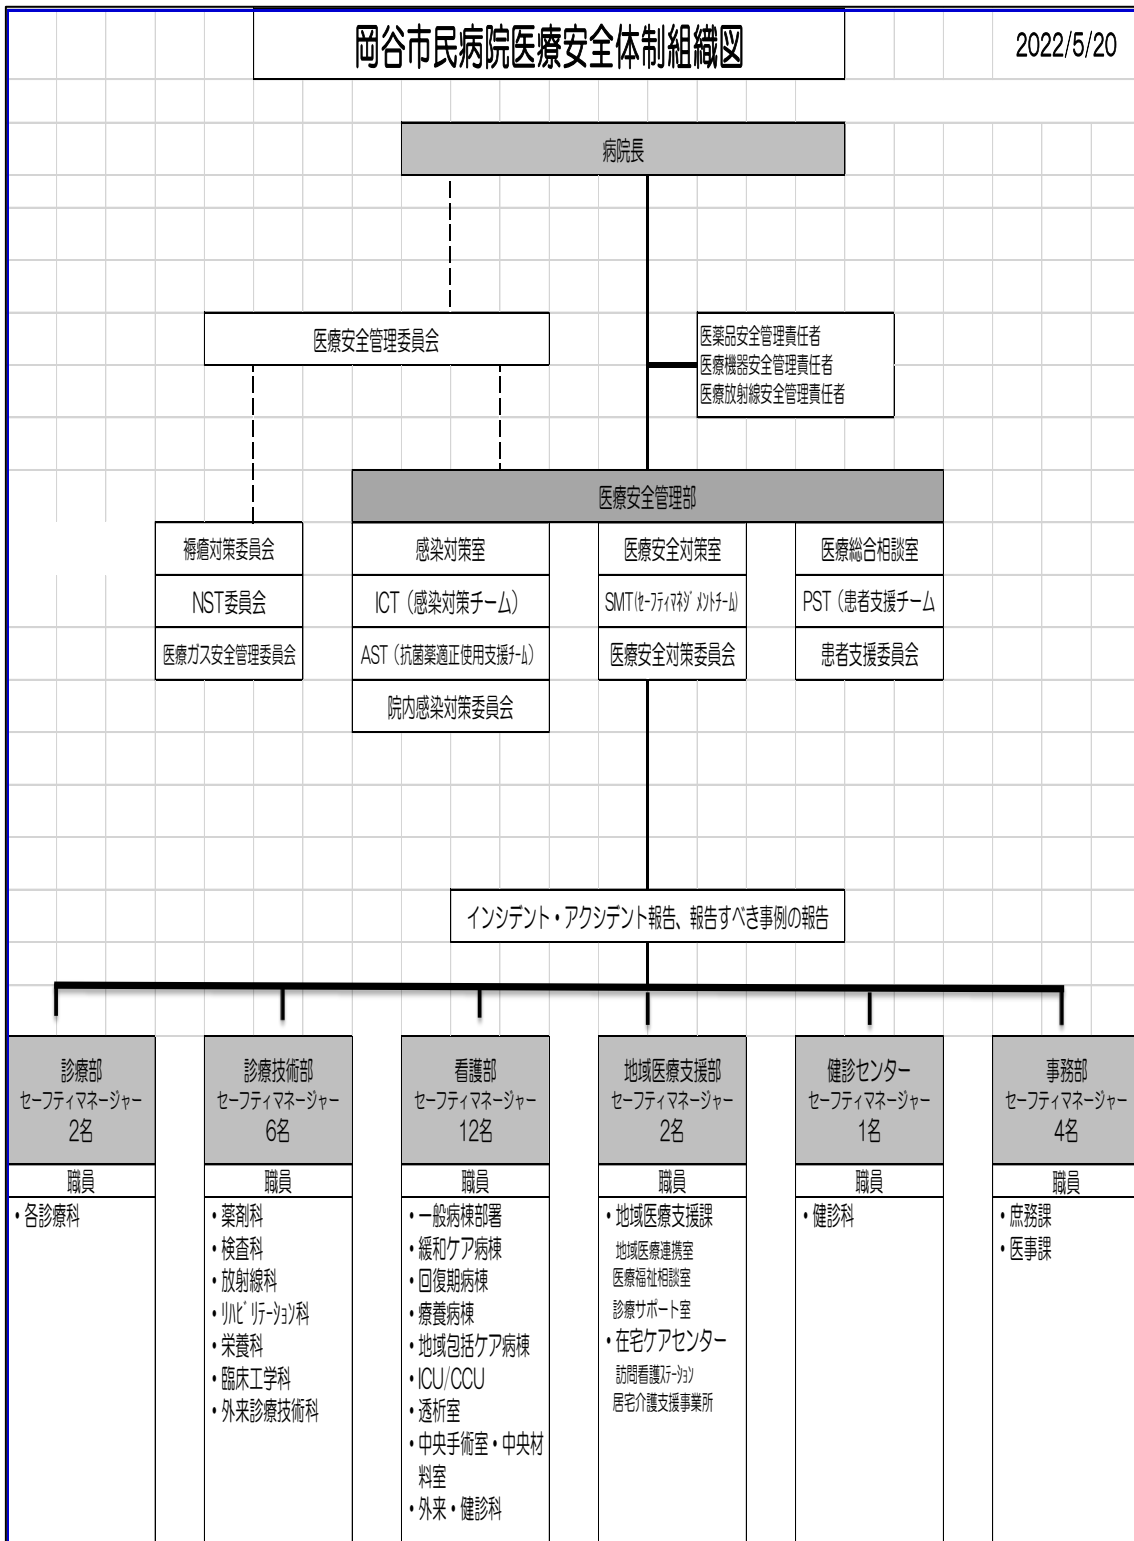 岡谷市民病院医療安全体制組織図
2022/5/20
病院長
医療安全管理委員会
医薬品安全管理責任者
医療機器安全管理責任者
医療放射線安全管理責任者
医療安全管理部
褥瘡対策委員会
NST委員会
医療ガス安全管理委員会
感染対策室
ICT（感染対策チーム）
AST（抗菌薬適正使用支援ﾁｰﾑ）
院内感染対策委員会
医療安全対策室
SMT(ｾｰﾌﾃｨﾏﾈｼﾞﾒﾝﾄﾁｰﾑ)
医療安全対策委員会
医療総合相談室
PST（患者支援チーム
患者支援委員会
インシデント・アクシデント報告、報告すべき事例の報告
診療部
セーフティマネージャー
2名
職員
・各診療科
診療技術部
セーフティマネージャー
6名
職員
・薬剤科
・検査科
・放射線科
・ﾘﾊﾋﾞﾘﾃｰｼｮﾝ科
・栄養科
・臨床工学科
・外来診療技術科
看護部
セーフティマネージャー
12名
職員
・一般病棟部署
・緩和ケア病棟
・回復期病棟
・療養病棟
・地域包括ケア病棟
・ICU/CCU
・透析室
・中央手術室・中央材
料室
・外来・健診科
地域医療支援部
セーフティマネージャー
2名
職員
・地域医療支援課
地域医療連携室
医療福祉相談室
診療サポート室
・在宅ケアセンター
訪問看護ｽﾃｰｼｮﾝ
居宅介護支援事業所
健診センター
セーフティマネージャー
1名
職員
・健診科
事務部
セーフティマネージャー
4名
職員
・庶務課
・医事課